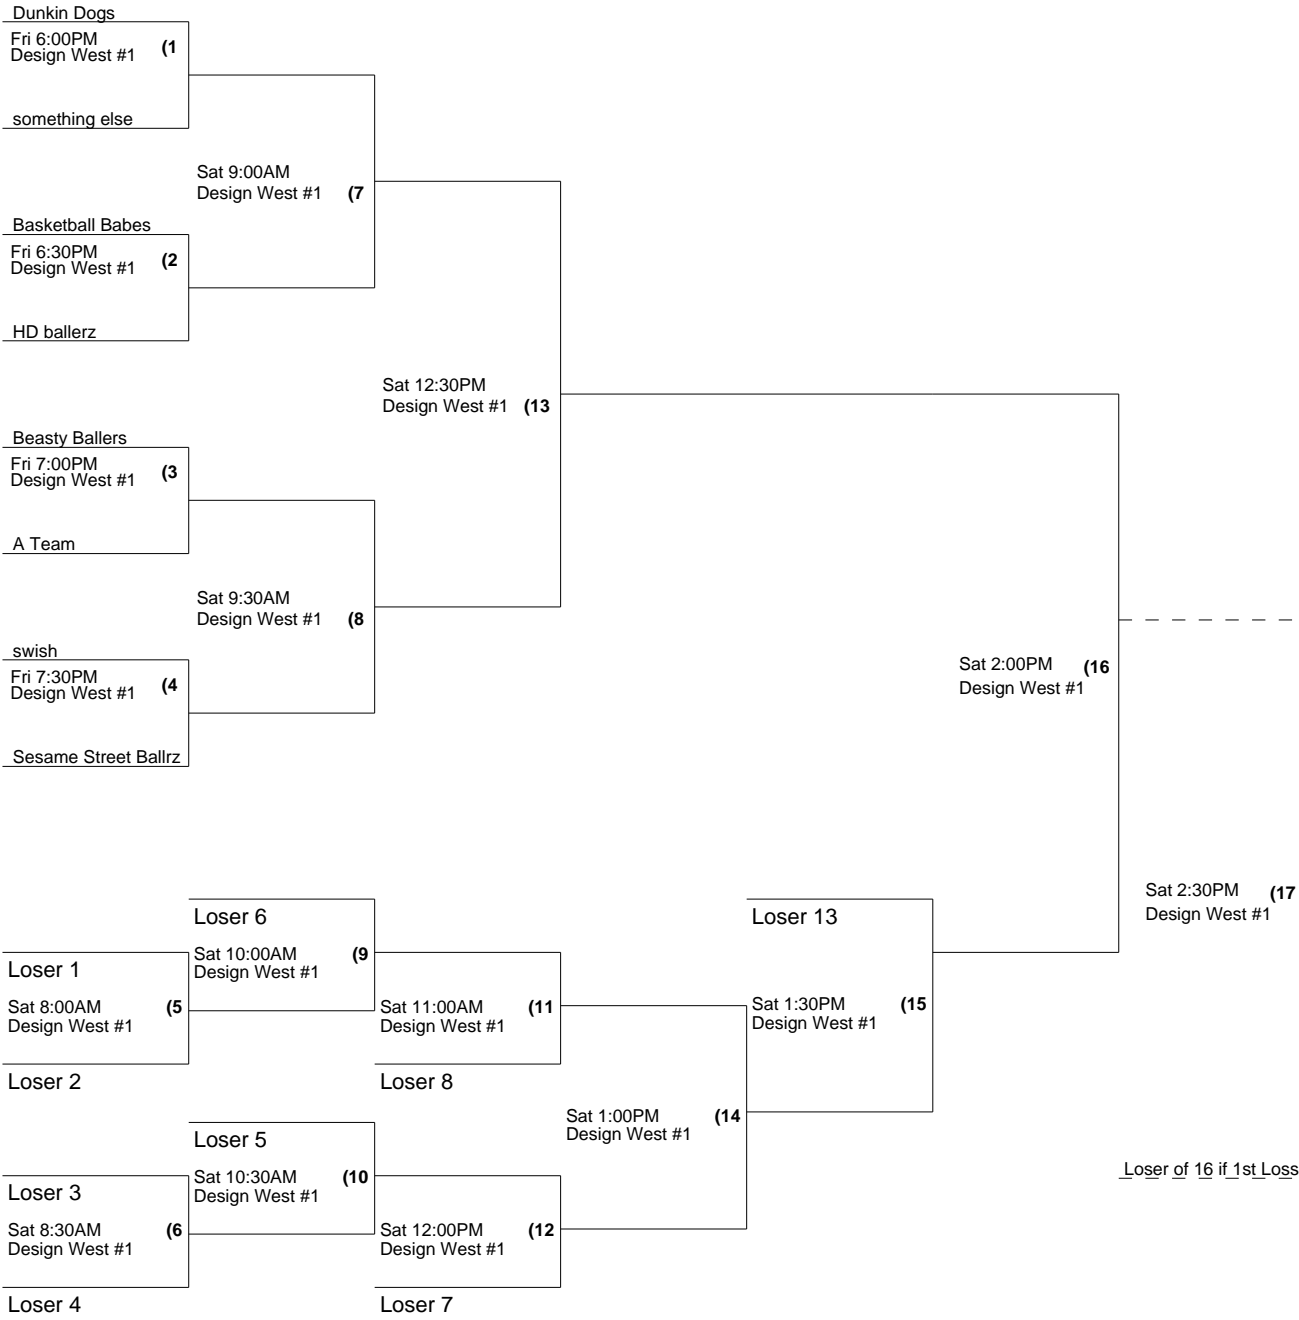 Dunkin Dogs
Fri 6:00PM
Design West #1 (1
something else
Sat 9:00AM
Design West #1 (7
Basketball Babes
Fri 6:30PM
Design West #1 (2
HD ballerz
Sat 12:30PM
Design West #1 (13
Beasty Ballers
Fri 7:00PM
Design West #1 (3
A Team
Sat 9:30AM
Design West #1 (8
swish
Fri 7:30PM
Design West #1 (4
Sesame Street Ballrz
Sat 2:00PM (16
Design West #1
Sat 2:30PM (17
Design West #1
Loser 6
Sat 10:00AM (9
Design West #1
Loser 13
Loser 1
Sat 8:00AM (5
Design West #1
Loser 2
Sat 11:00AM (11
Design West #1
Loser 8
Sat 1:30PM (15
Design West #1
Sat 1:00PM (14
Design West #1
Loser 5
Sat 10:30AM (10
Design West #1
Loser of 16 if 1st Loss
Loser 3
Sat 8:30AM (6
Design West #1
Loser 4
Sat 12:00PM (12
Design West #1
Loser 7